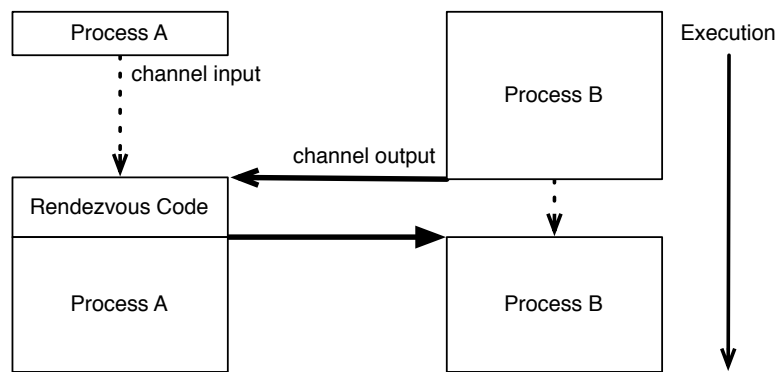 Process A
Execution
channel input
Process B
channel output
Rendezvous Code
Process A
Process B